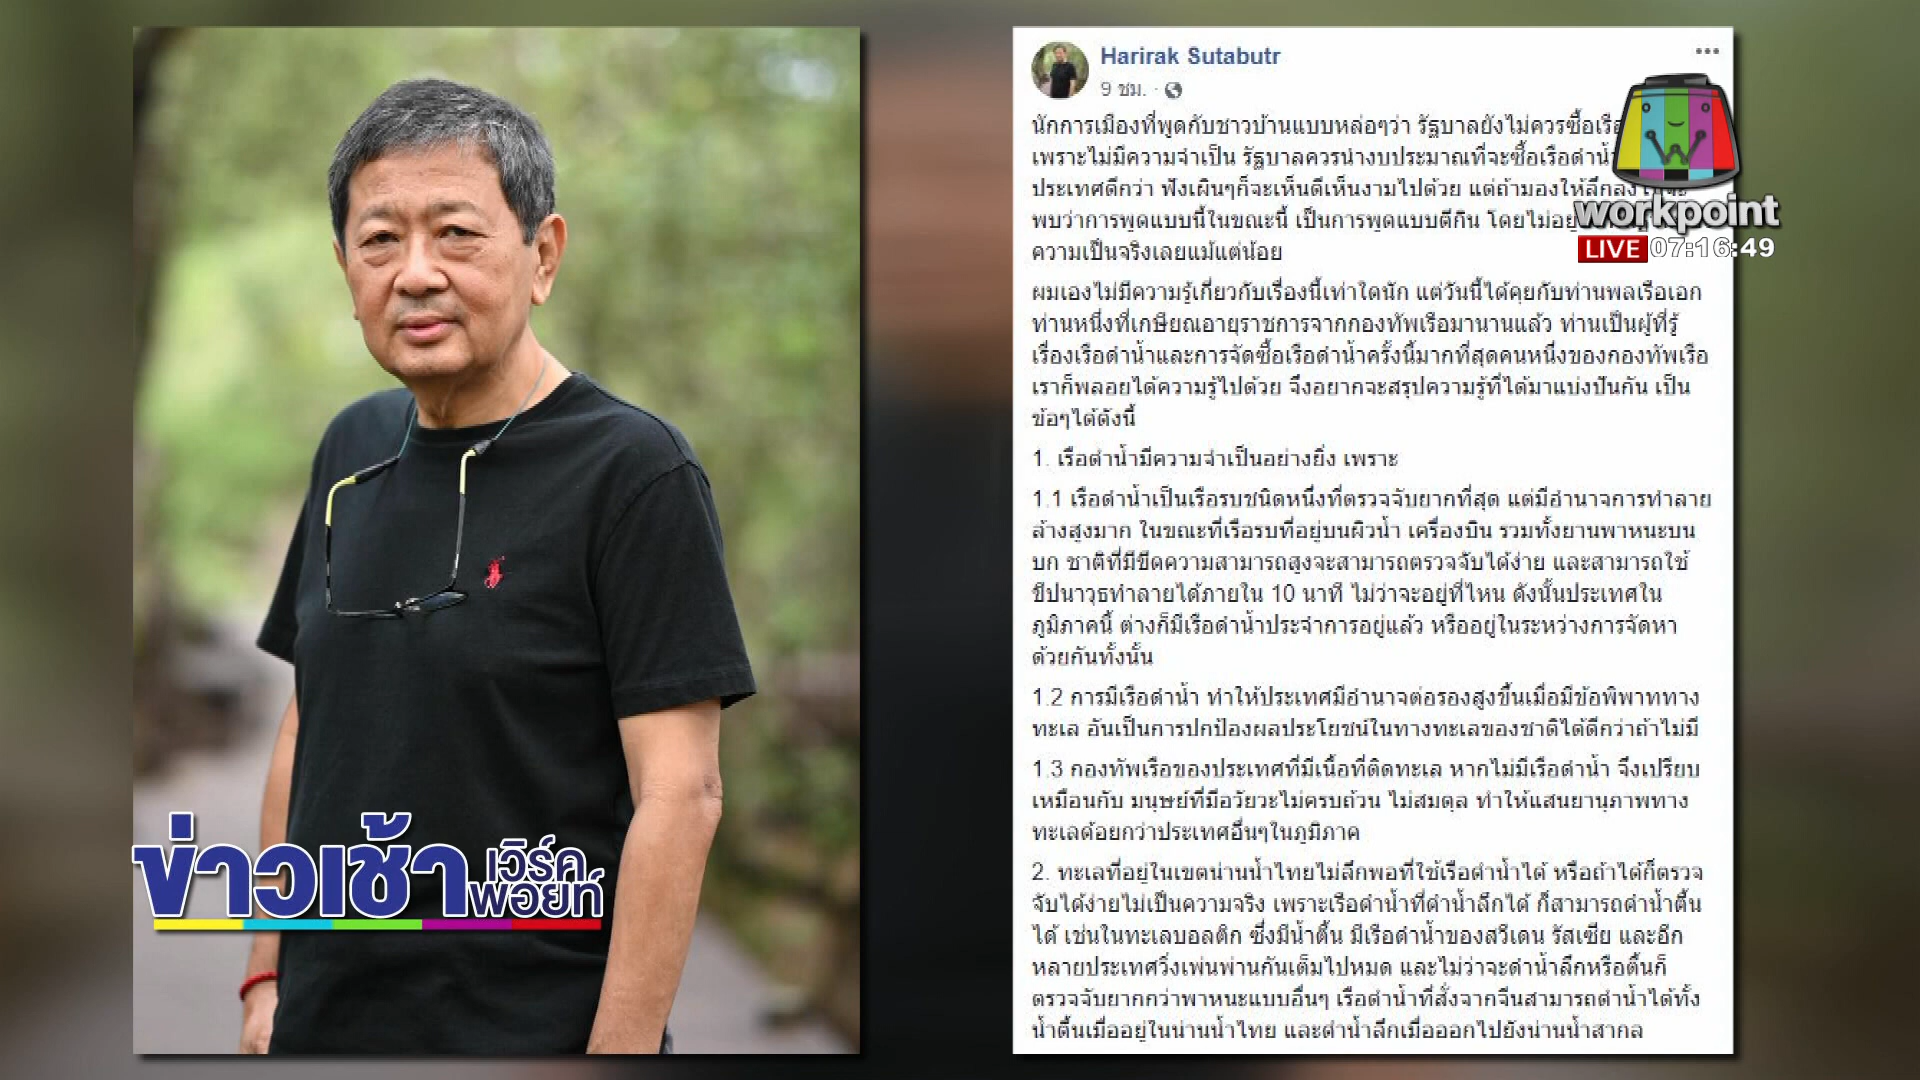 Harirak Sutabutr
9 ชม.
นักการเมืองที่พูดกับชาวบ้านแบบหล่อๆว่า รัฐบาลยังไม่ควรซื้อเรือ
เพราะไม่มีความจำเป็น รัฐบาลควรนำงบประมาณที่จะซื้อเรือดำน้ำ
ประเทศดีกว่า ฟังเผินๆก็จะเห็นดีเห็นงามไปด้วย แต่ถ้ามองให้ลึกลง
พบว่าการพูดแบบนี้ในขณะนี้ เป็นการพูดแบบตีกิน โดยไม่อยู่
ความเป็นจริงเลยแม้แต่น้อย
ผมเองไม่มีความรู้เกี่ยวกับเรื่องนี้เท่าใดนัก แต่วันนี้ได้คุยกับท่านพลเรือเอก
ท่านหนึ่งที่เกษียณอายุราชการจากกองทัพเรือมานานแล้ว ท่านเป็นผู้ที่รู้
เรื่องเรือดำน้ำและการจัดซื้อเรือดำน้ำครั้งนี้มากที่สุดคนหนึ่งของกองทัพเรือ
เราก็พลอยได้ความรู้ไปด้วย จึงอยากจะสรุปความรู้ที่ได้มาแบ่งปันกัน เป็น
ข้อๆได้ดังนี้
1. เรือดำน้ำมีความจำเป็นอย่างยิ่ง เพราะ
1.1 เรือดำน้ำเป็นเรือรบชนิดหนึ่งที่ตรวจจับยากที่สุด แต่มีอำนาจการทำลาย
ล้างสูงมาก ในขณะที่เรือรบที่อยู่บนผิวน้ำ เครื่องบิน รวมทั้งยานพาหนะบน
บก ชาติที่มีขีดความสามารถสูงจะสามารถตรวจจับได้ง่าย และสามารถใช้
ขีปนาวุธทำลายได้ภายใน 10 นาที ไม่ว่าจะอยู่ที่ไหน ดังนั้นประเทศใน
ภูมิภาคนี้ ต่างก็มีเรือดำน้ำประจำการอยู่แล้ว หรืออยู่ในระหว่างการจัดหา
ด้วยกันทั้งนั้น
1.2 การมีเรือดำน้ำ ทำให้ประเทศมีอำนาจต่อรองสูงขึ้นเมื่อมีข้อพิพาททาง
ทะเล อันเป็นการปกป้องผลประโยชน์ในทางทะเลของชาติได้ดีกว่าถ้าไม่มี
1.3 กองทัพเรือของประเทศที่มีเนื้อที่ติดทะเล หากไม่มีเรือดำน้ำ จึงเปรียบ
เหมือนกับ มนุษย์ที่มีอวัยวะไม่ครบถ้วน ไม่สมดุล ทำให้แสนยานุภาพทาง
ทะเลด้อยกว่าประเทศอื่นๆในภูมิภาค
2. ทะเลที่อยู่ในเขตน่านน้ำไทยไม่ลึกพอที่ใช้เรือดำน้ำได้ หรือถ้าได้ก็ตรวจ
จับได้ง่ายไม่เป็นความจริง เพราะเรือดำน้ำที่ดำน้ำลึกได้ ก็สามารถดำน้ำตื้น
ได้ เช่นในทะเลบอลติก ซึ่งมีน้ำตื้น มีเรือดำน้ำของสวีเดน รัสเซีย และอีก
หลายประเทศวิ่งเพ่นพ่านกันเต็มไปหมด และไม่ว่าจะดำน้ำลึกหรือตื้นก็
ตรวจจับยากกว่าพาหนะแบบอื่นๆ เรือดำน้ำที่สั่งจากจีนสามารถดำน้ำได้ทั้ง
น้ำตื้นเมื่ออยู่ในน่านน้ำไทย และดำน้ำลึกเมื่อออกไปยังน่านน้ำสากล
workpoint
LIVE 07:16:49
ข่าวเช้า เวิร์คพอยท์